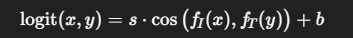 logit(x, y) = s · cos (f_I(x), f_T(y)) + b